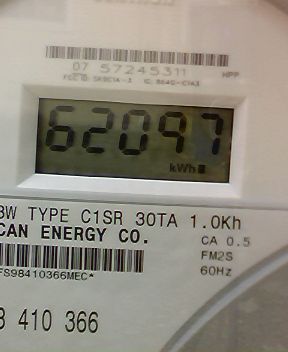 07 57245311 HPP
62097
kWh
3W TYPE C1SR 30TA 1.0Kh
CAN ENERGY CO.
CA 0.5
FM2S
FS98410366MEC*
60Hz
410 366